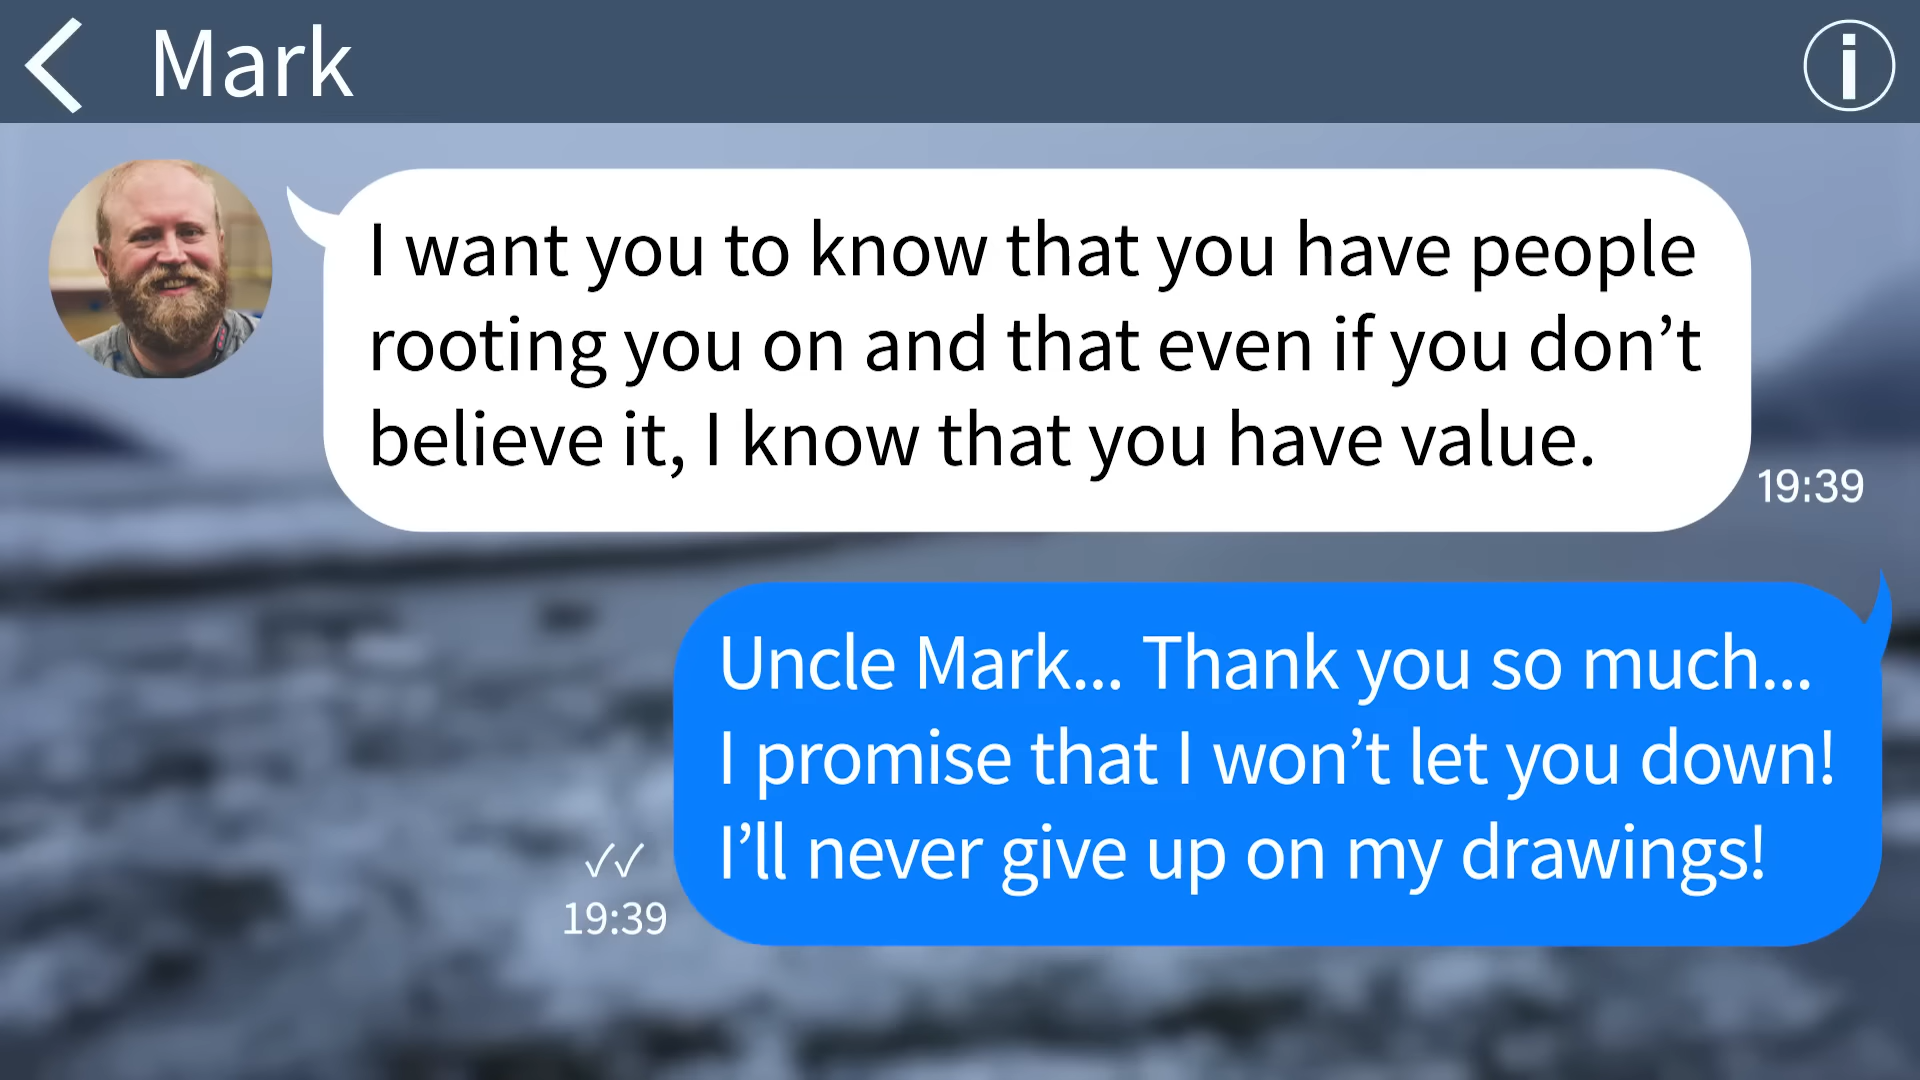 Mark
I want you to know that you have people
rooting you on and that even if you don’t
believe it, I know that you have value.
19:39
Uncle Mark... Thank you so much...
I promise that I won’t let you down!
I’ll never give up on my drawings!
19:39